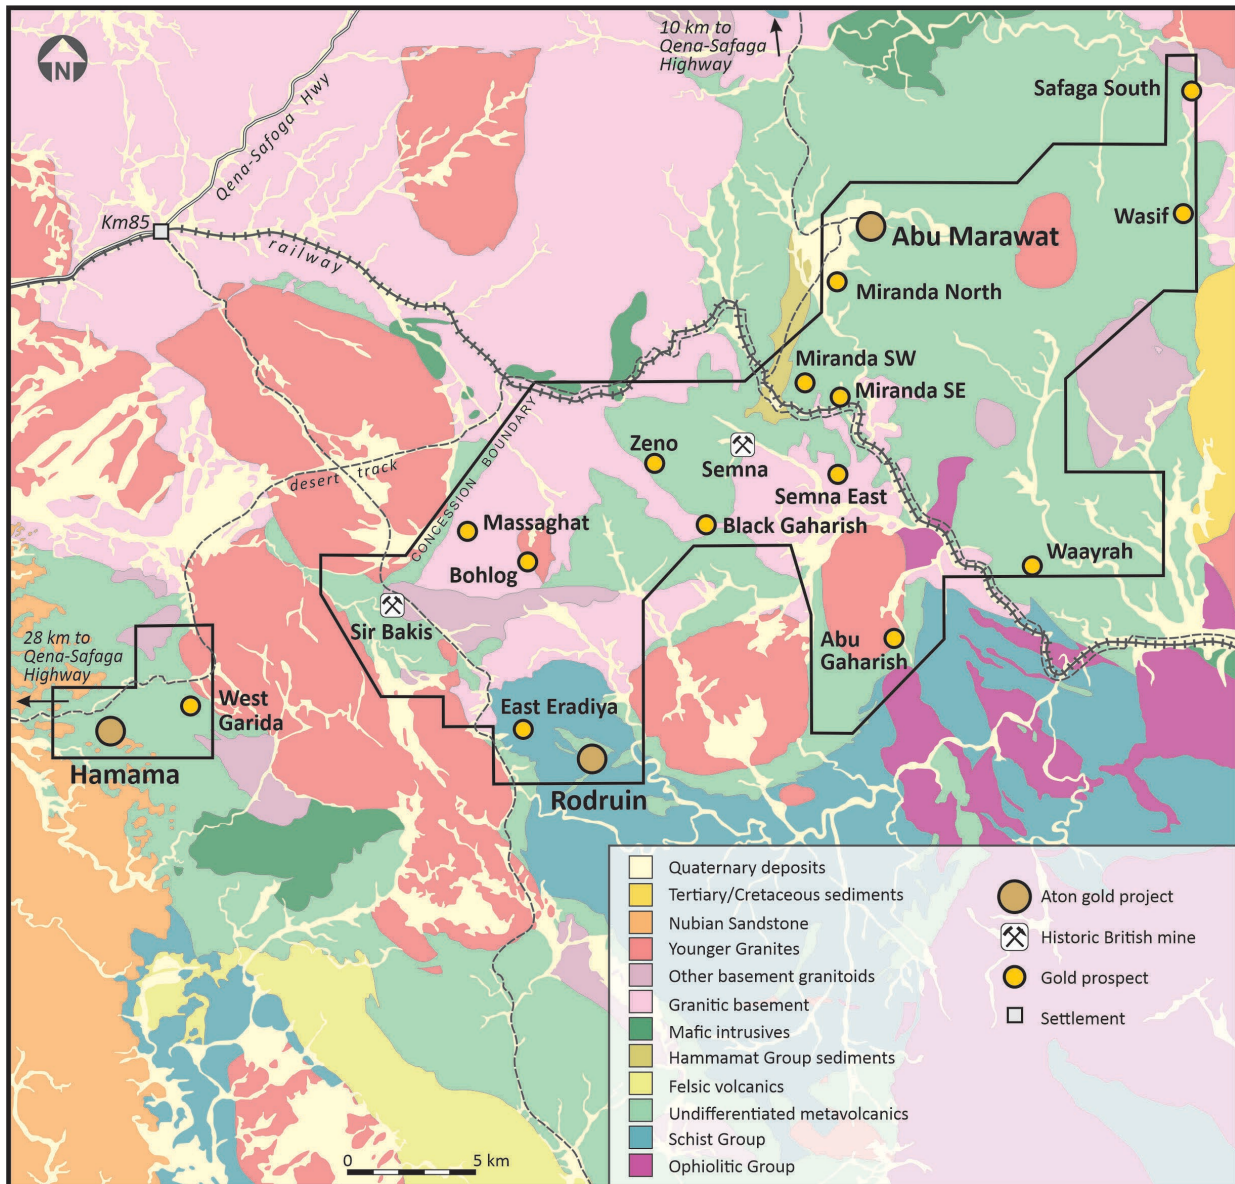 10 km to
Qena-Safaga
Highway
N
Safaga South
Qena-Safoga Hwy
Km85
Wasif
Abu Marawat
railway
Miranda North
Miranda SW
Miranda SE
CONCESSION BOUNDARY
Zeno
Semna
desert track
Semna East
Massaghat
Black Gaharish
Bohlog
Waayrah
Sir Bakis
28 km to
Qena-Safaga
Highway
Abu
Gaharish
West
Garida
East Eradiya
Hamama
Rodruin
Quaternary deposits
Tertiary/Cretaceous sediments
Nubian Sandstone
Younger Granites
Other basement granitoids
Granitic basement
Mafic intrusives
Hammamat Group sediments
Felsic volcanics
Undifferentiated metavolcanics
Schist Group
Ophiolitic Group
Aton gold project
Historic British mine
Gold prospect
Settlement
0 5 km